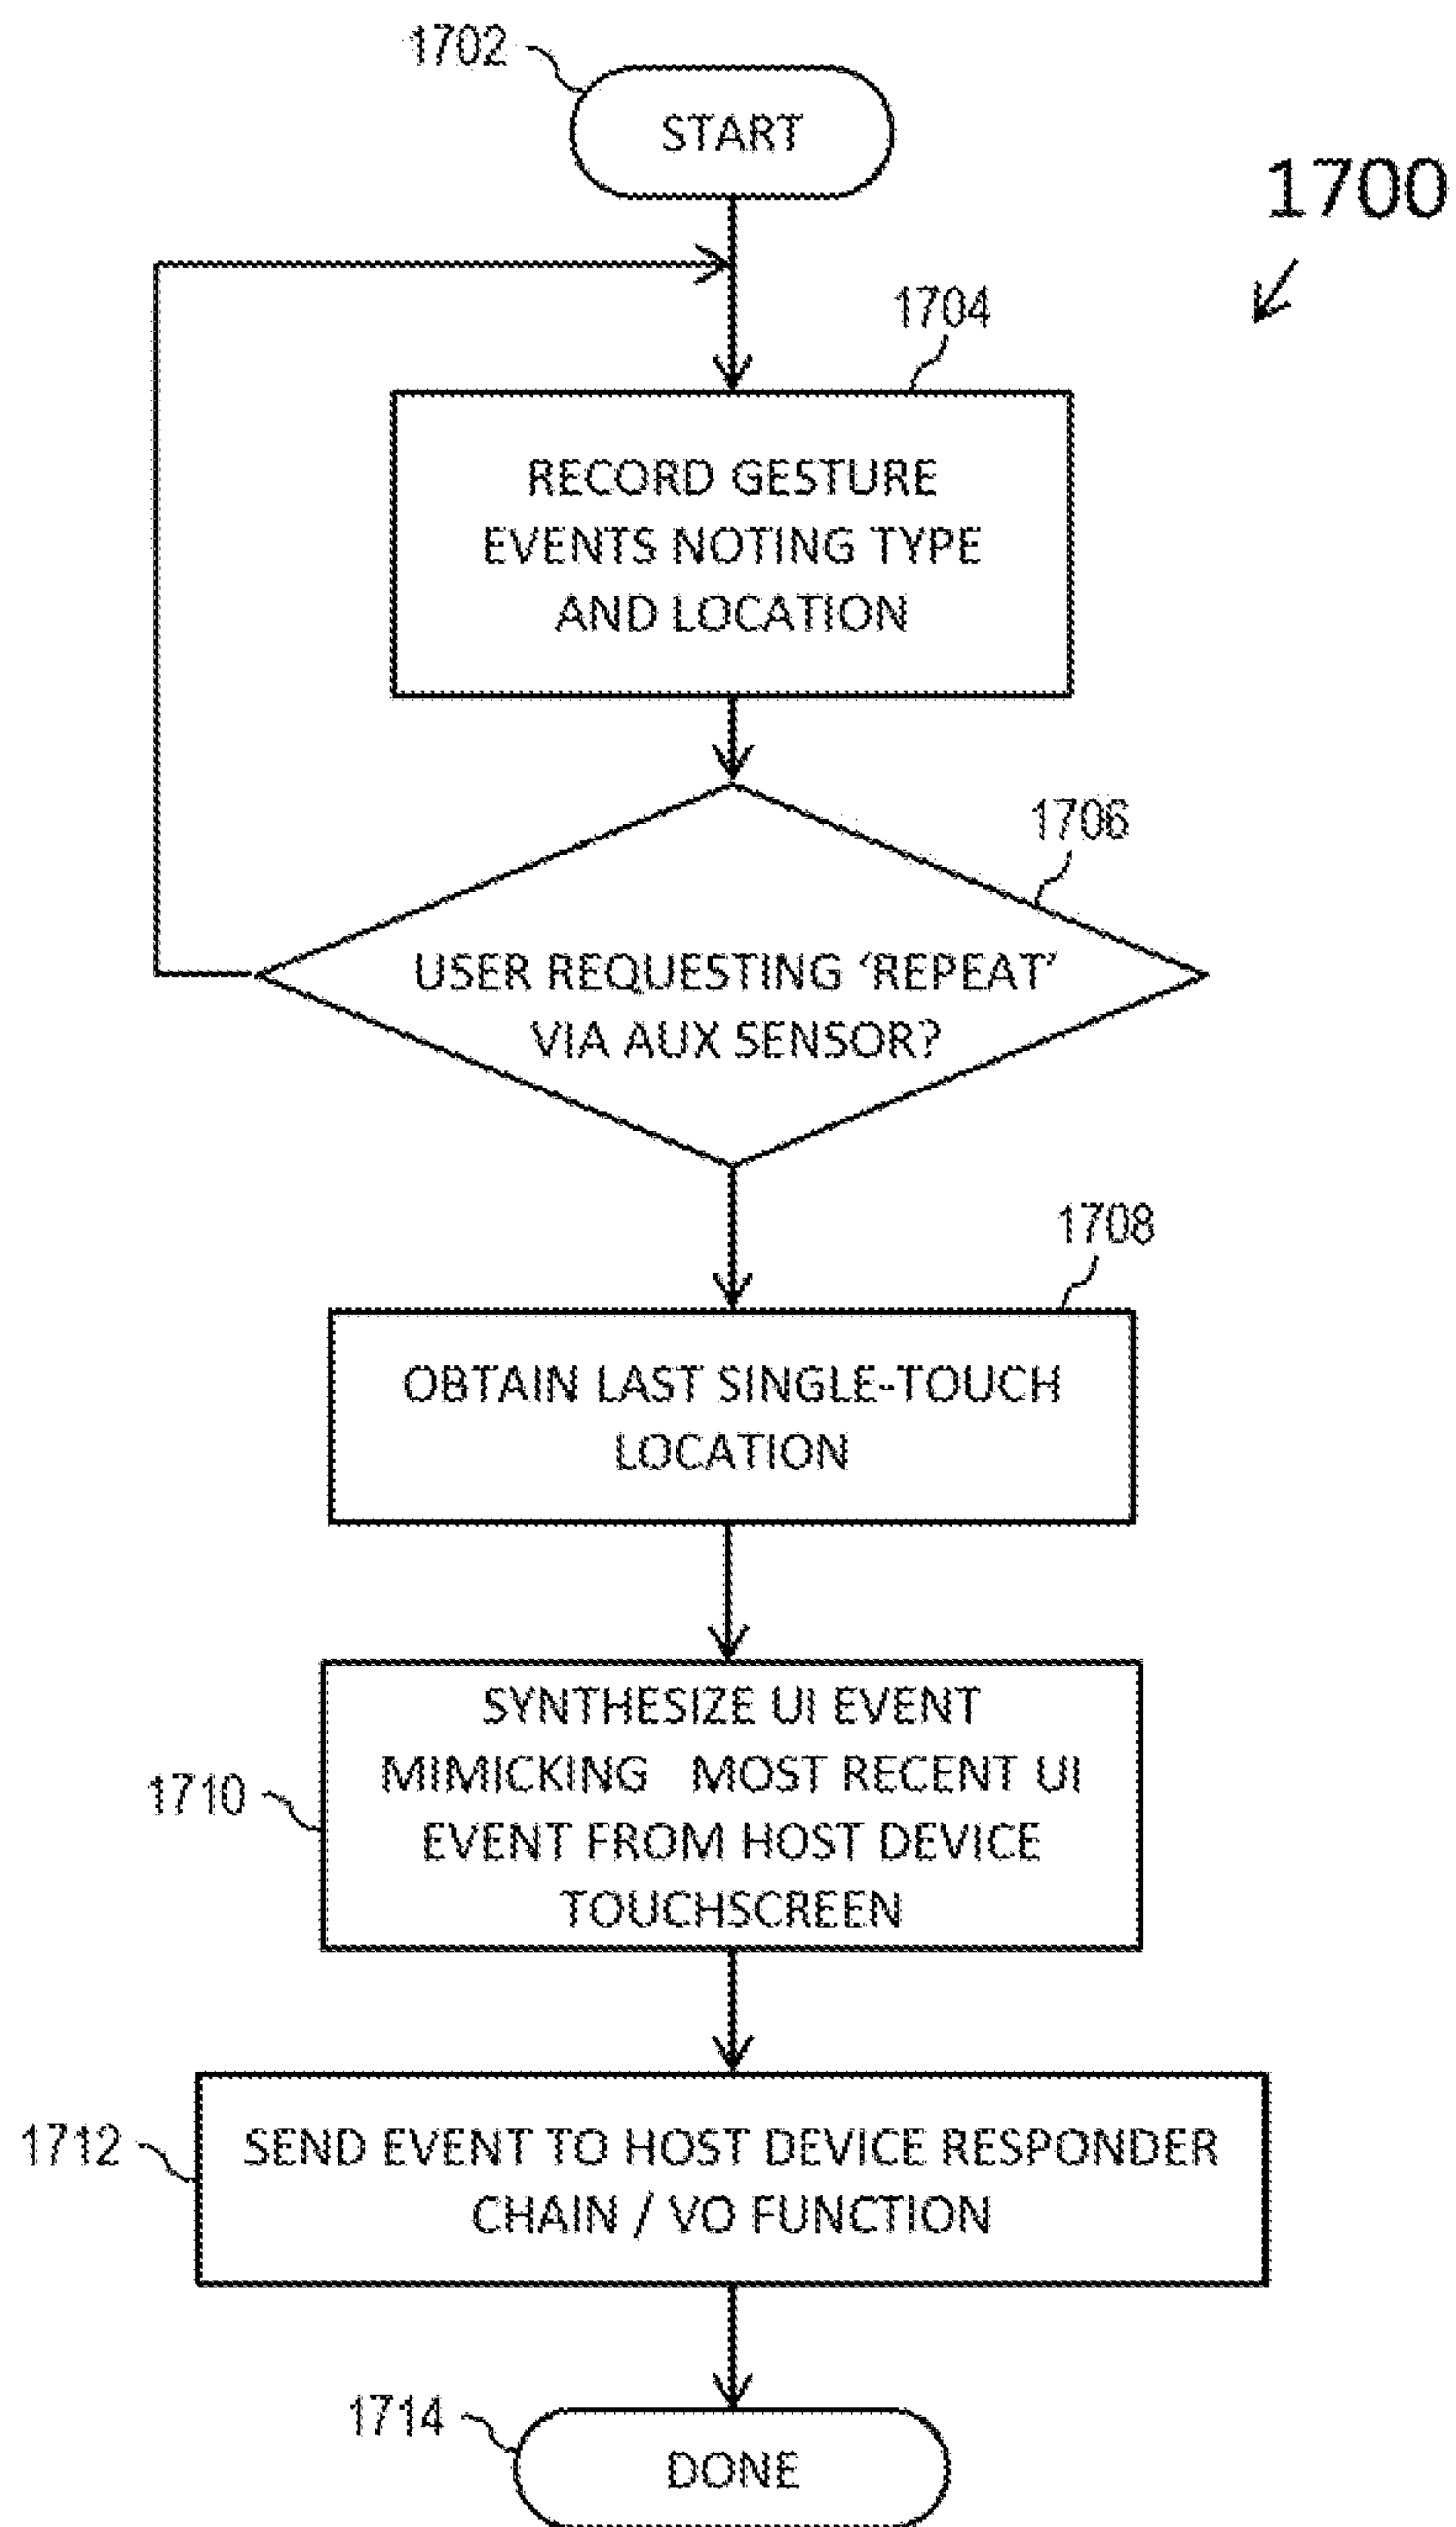 1702
START
1700
1704
RECORD GESTURE
EVENTS NOTING TYPE
AND LOCATION
1706
USER REQUESTING ‘REPEAT’
VIA AUX SENSOR?
1708
OBTAIN LAST SINGLE-TOUCH
LOCATION
1710
SYNTHESIZE UI EVENT
MIMICKING MOST RECENT UI
EVENT FROM HOST DEVICE
TOUCHSCREEN
1712
SEND EVENT TO HOST DEVICE RESPONDER
CHAIN / VO FUNCTION
1714
DONE